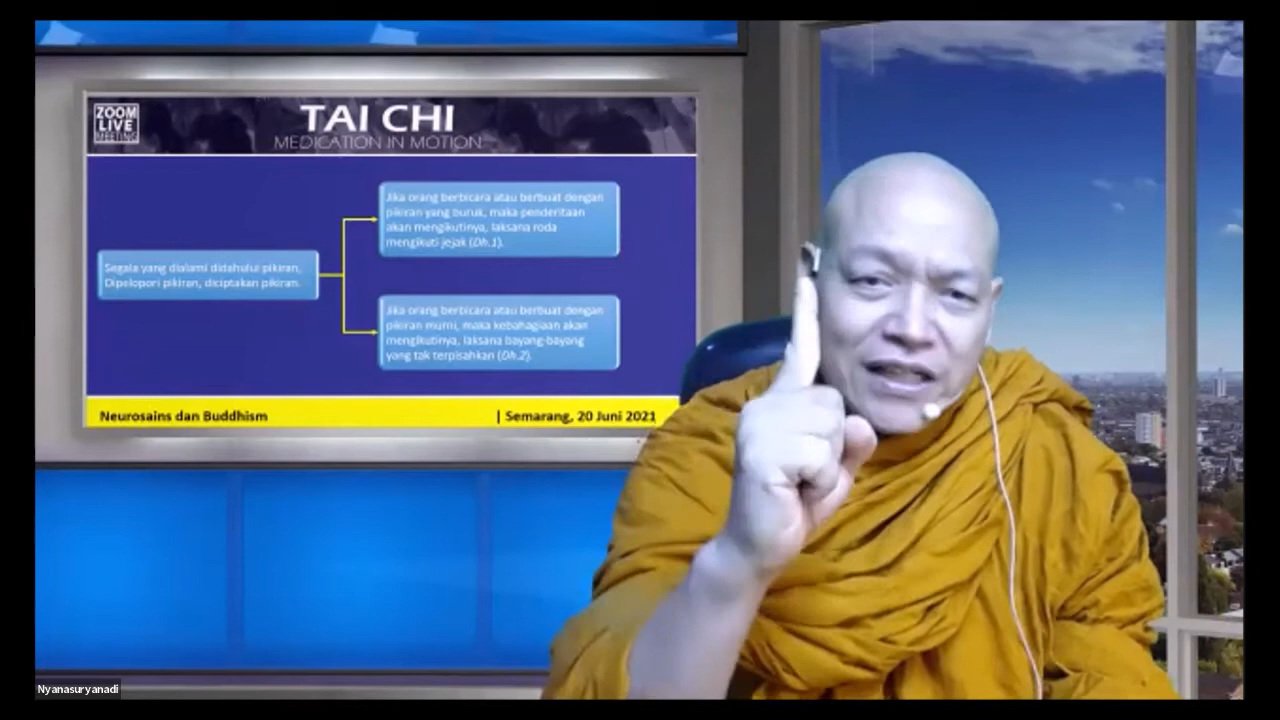 ZOOM
LIVE
MEETING
TAI CHI
MEDICATION IN MOTION
Segala yang dialami didahului pikiran,
Dipelopori pikiran, diciptakan pikiran.
Jika orang berbicara atau berbuat dengan
pikiran yang buruk, maka penderitaan
akan mengikutinya, laksana roda
mengikuti jejak (Dh.1).
Jika orang berbicara atau berbuat dengan
pikiran murni, maka kebahagiaan akan
mengikutinya, laksana bayang-bayang
yang tak terpisahkan (Dh.2).
Neurosains dan Buddhism | Semarang, 20 Juni 2021
Nyanasuryanadi